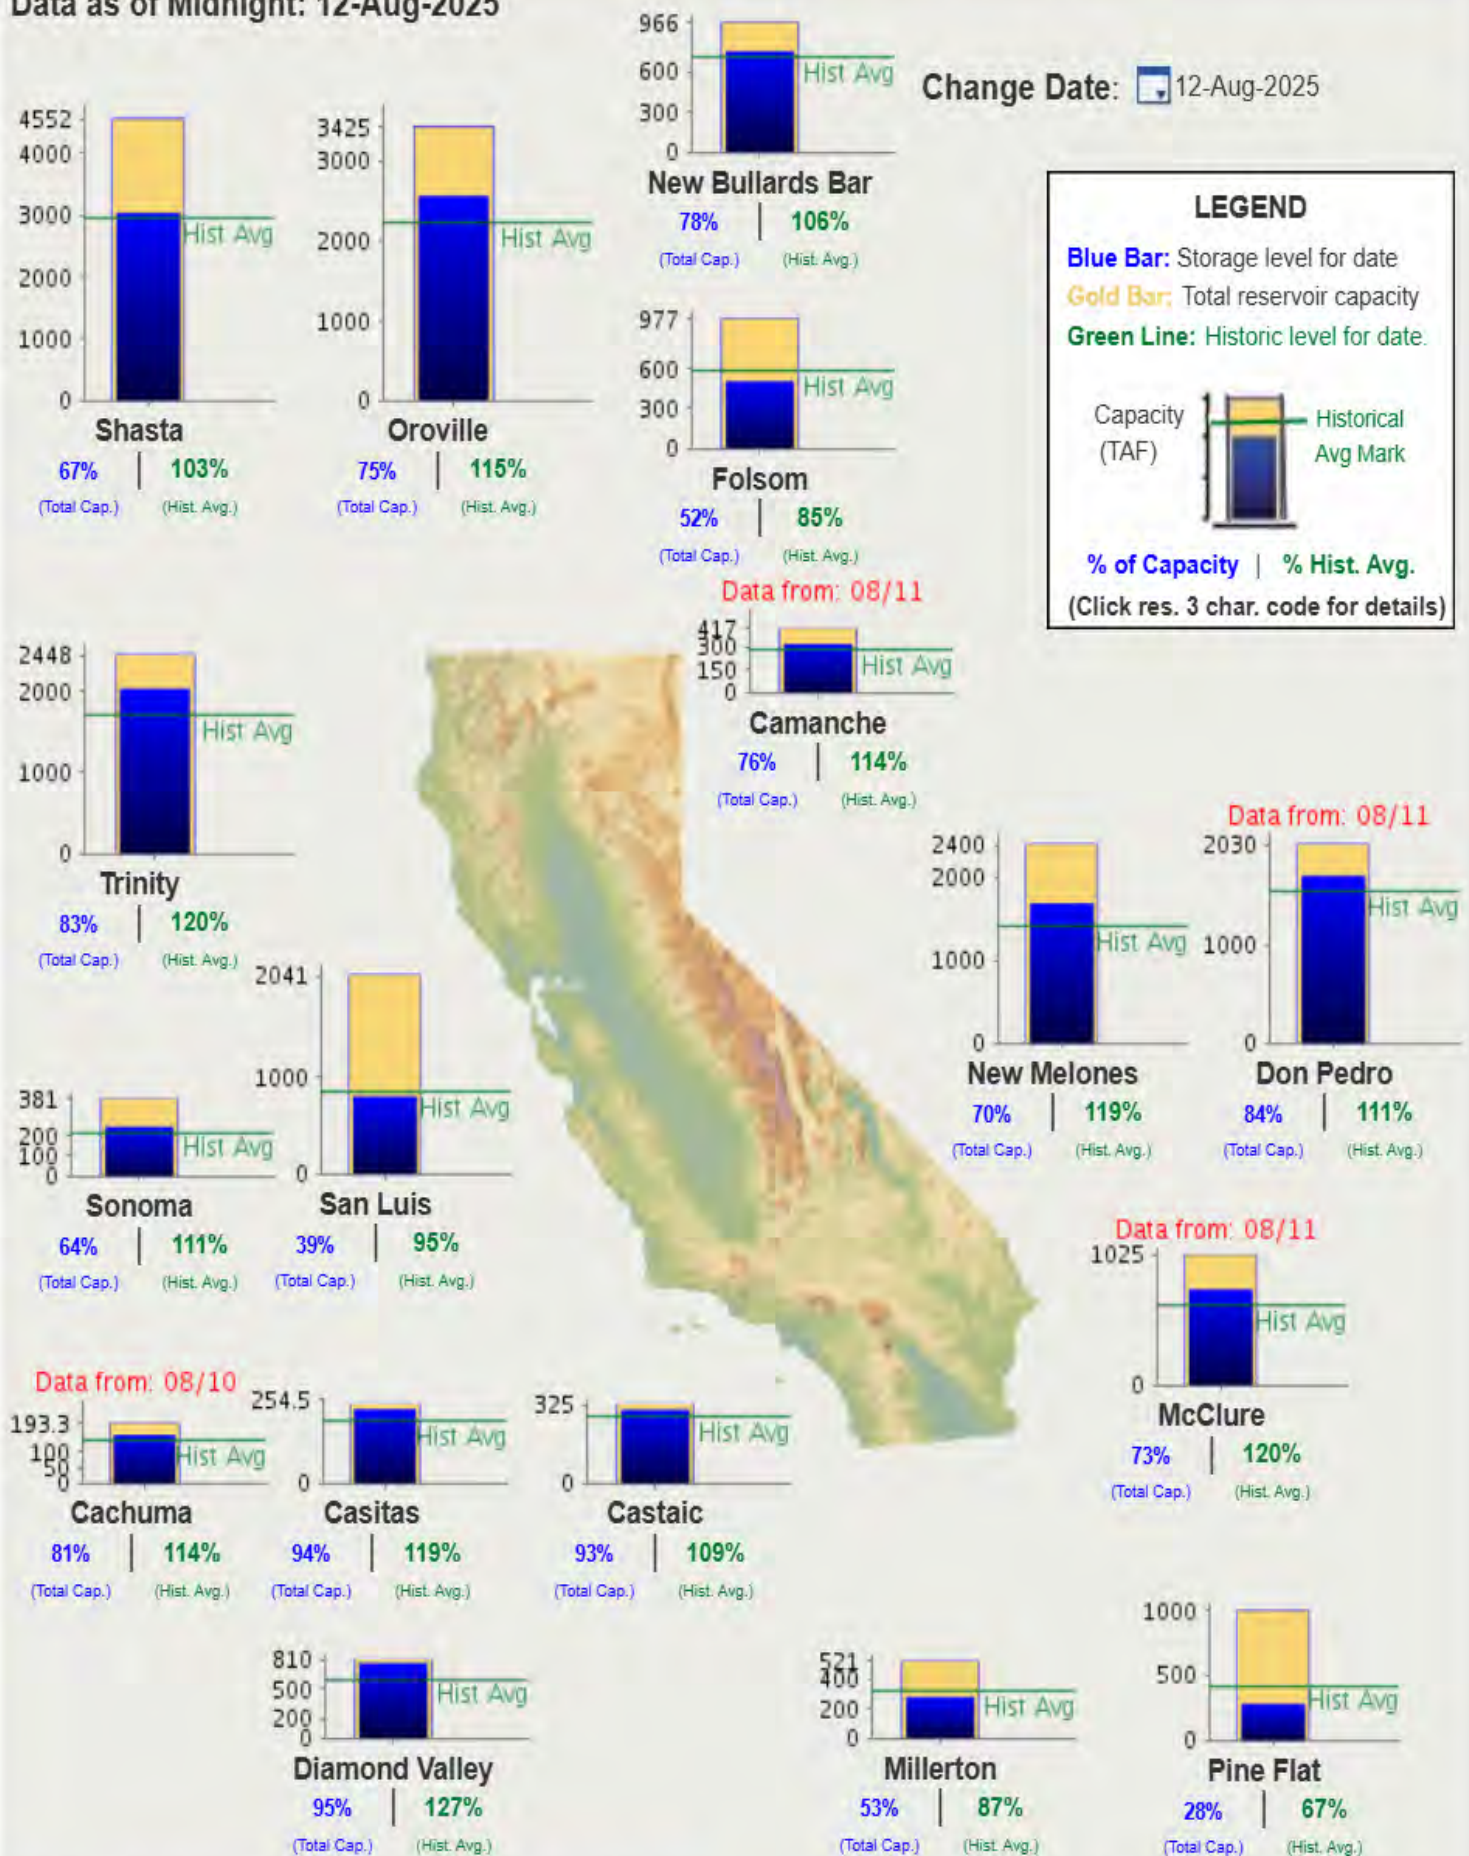 Data as of Midnight: 12-Aug-2025
Change Date: 12-Aug-2025
966
600
300
0
Hist Avg
New Bullards Bar
78% | 106%
(Total Cap.) (Hist. Avg.)
4552
4000
3000
2000
1000
0
Hist Avg
Shasta
67% | 103%
(Total Cap.) (Hist. Avg.)
3425
3000
2000
1000
0
Hist Avg
Oroville
75% | 115%
(Total Cap.) (Hist. Avg.)
977
600
300
0
Hist Avg
Folsom
52% | 85%
(Total Cap.) (Hist. Avg.)
LEGEND
Blue Bar: Storage level for date
Gold Bar: Total reservoir capacity
Green Line: Historic level for date.
Capacity
(TAF)
Historical
Avg Mark
% of Capacity | % Hist. Avg.
(Click res. 3 char. code for details)
Data from: 08/11
417
300
150
0
Hist Avg
Camanche
76% | 114%
(Total Cap.) (Hist. Avg.)
2448
2000
1000
0
Hist Avg
Trinity
83% | 120%
(Total Cap.) (Hist. Avg.)
2400
2000
1000
0
Hist Avg
New Melones
70% | 119%
(Total Cap.) (Hist. Avg.)
Data from: 08/11
2030
1000
0
Hist Avg
Don Pedro
84% | 111%
(Total Cap.) (Hist. Avg.)
381
200
100
0
Hist Avg
Sonoma
64% | 111%
(Total Cap.) (Hist. Avg.)
2041
1000
0
Hist Avg
San Luis
39% | 95%
(Total Cap.) (Hist. Avg.)
Data from: 08/11
1025
0
Hist Avg
McClure
73% | 120%
(Total Cap.) (Hist. Avg.)
Data from: 08/10
193.3
100
50
0
Hist Avg
Cachuma
81% | 114%
(Total Cap.) (Hist. Avg.)
254.5
0
Hist Avg
Casitas
94% | 119%
(Total Cap.) (Hist. Avg.)
325
0
Hist Avg
Castaic
93% | 109%
(Total Cap.) (Hist. Avg.)
810
500
200
0
Hist Avg
Diamond Valley
95% | 127%
(Total Cap.) (Hist. Avg.)
521
400
200
0
Hist Avg
Millerton
53% | 87%
(Total Cap.) (Hist. Avg.)
1000
500
0
Hist Avg
Pine Flat
28% | 67%
(Total Cap.) (Hist. Avg.)